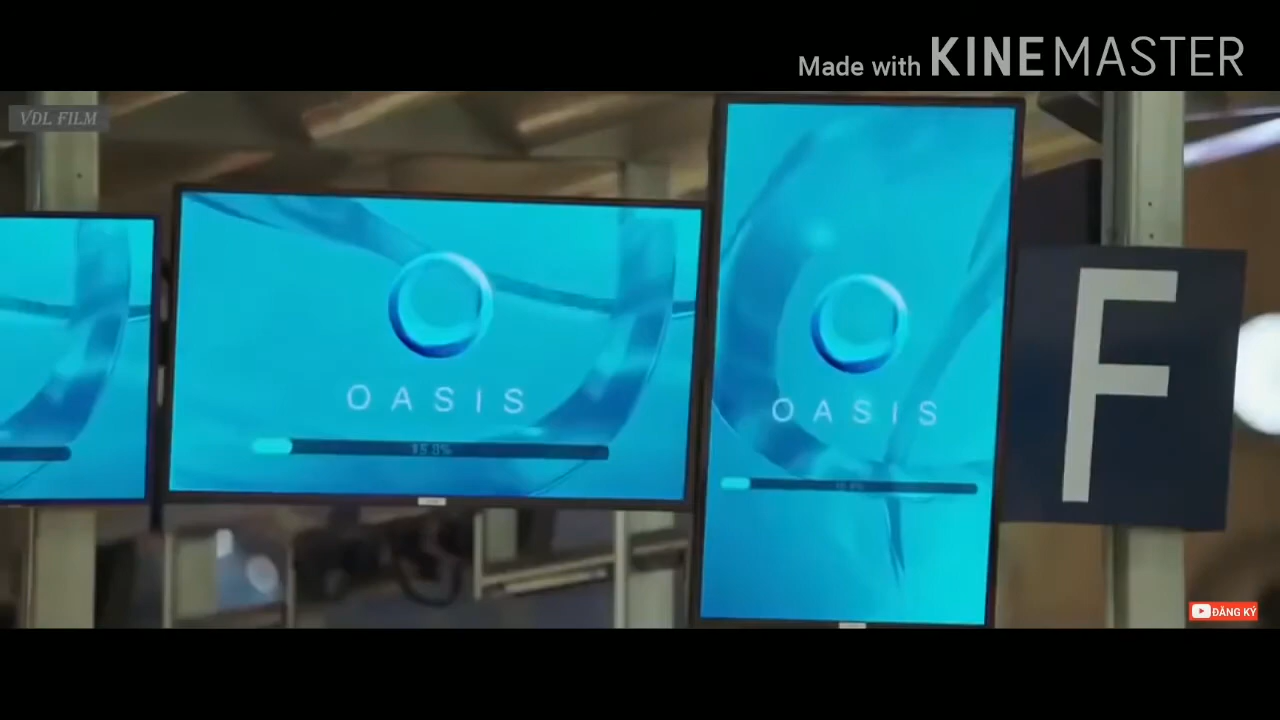 Made with KINEMASTER
VDL FILM
OASIS
OASIS
F
ĐĂNG KÝ